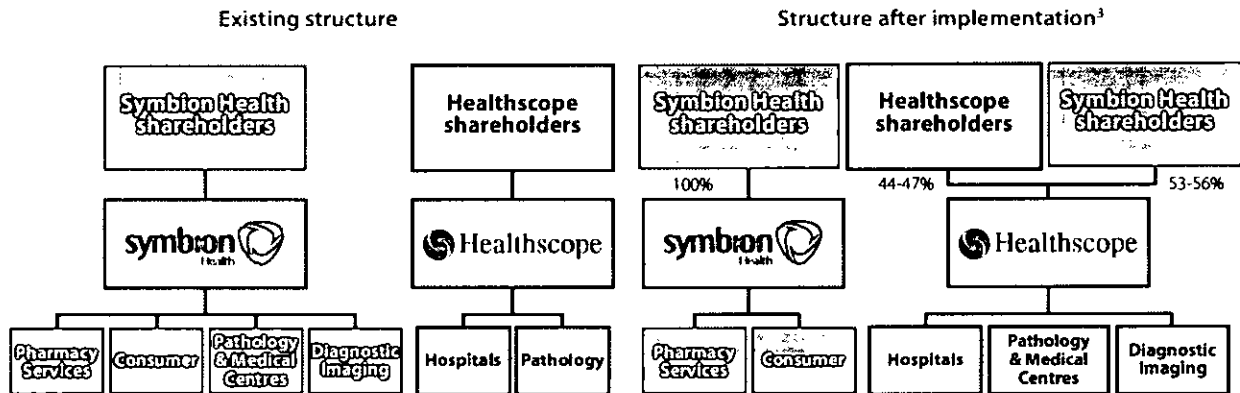 Existing structure
Structure after implementation³
Symbion Health
shareholders
Healthscope
shareholders
Symbion Health
shareholders
Healthscope
shareholders
Symbion Health
shareholders
100%
44-47%
53-56%
symbion
Health
Healthscope
symbion
Health
Healthscope
Pharmacy
Services
Consumer
Pathology
& Medical
Centres
Diagnostic
Imaging
Hospitals
Pathology
Pharmacy
Services
Consumer
Hospitals
Pathology
& Medical
Centres
Diagnostic
Imaging